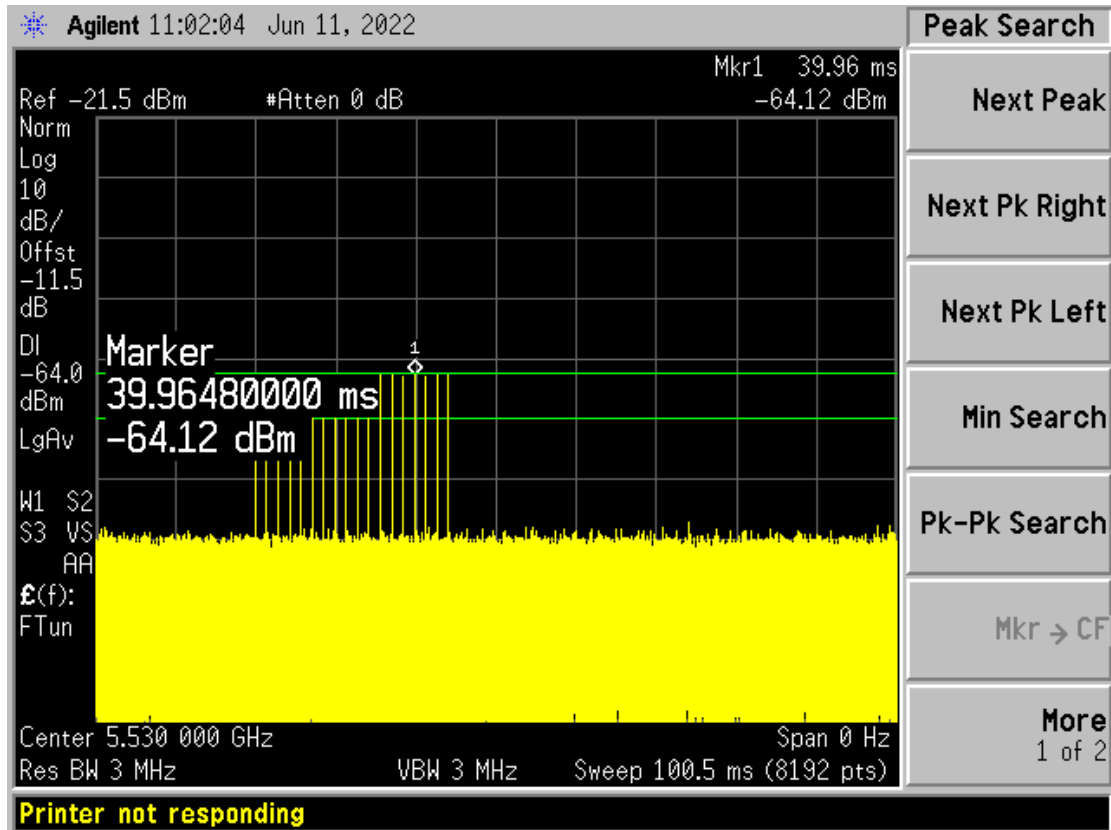 Agilent 11:02:04 Jun 11, 2022
Peak Search
Mkr1 39.96 ms
Ref -21.5 dBm #Atten 0 dB -64.12 dBm
Norm
Log
10
dB/
Offst
-11.5
dB
DI
-64.0
dBm
LgAv
W1 S2
S3 VS
AA
£(f):
FTun
1
Marker
39.96480000 ms
-64.12 dBm
Center 5.530 000 GHz Span 0 Hz
Res BW 3 MHz VBW 3 MHz Sweep 100.5 ms (8192 pts)
Next Peak
Next Pk Right
Next Pk Left
Min Search
Pk-Pk Search
Mkr → CF
More
1 of 2
Printer not responding